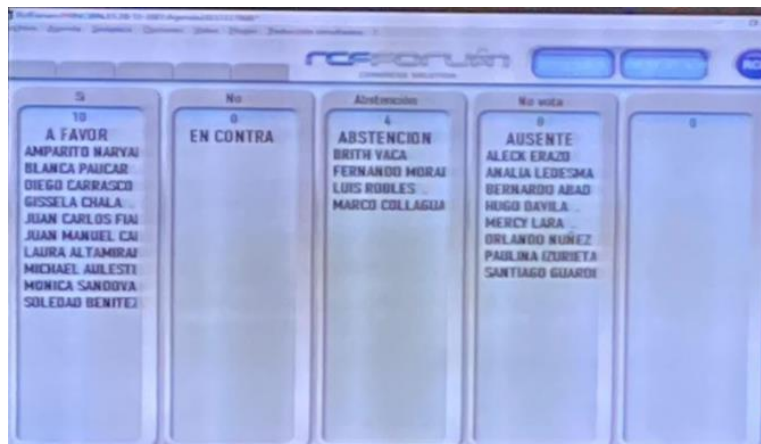 RCFFORUM
Sí
No
Abstención
No vota
10
0
4
8
0
A FAVOR
AMPARITO NARVAI
BLANCA PAUCAR
DIEGO CARRASCO
GISSELA CHALA
JUAN CARLOS FIAI
JUAN MANUEL CAI
LAURA ALTAMIRAI
MICHAEL AULESTI
MONICA SANDOVA
SOLEDAD BENITEZ
EN CONTRA
ABSTENCION
BRITH VACA
FERNANDO MORAI
LUIS ROBLES
MARCO COLLAGUA
AUSENTE
ALECK ERAZO
ANALIA LEDESMA
BERNARDO ABAD
HUGO DAVILA
MERCY LARA
ORLANDO NUÑEZ
PAULINA IZURIETA
SANTIAGO GUARDE